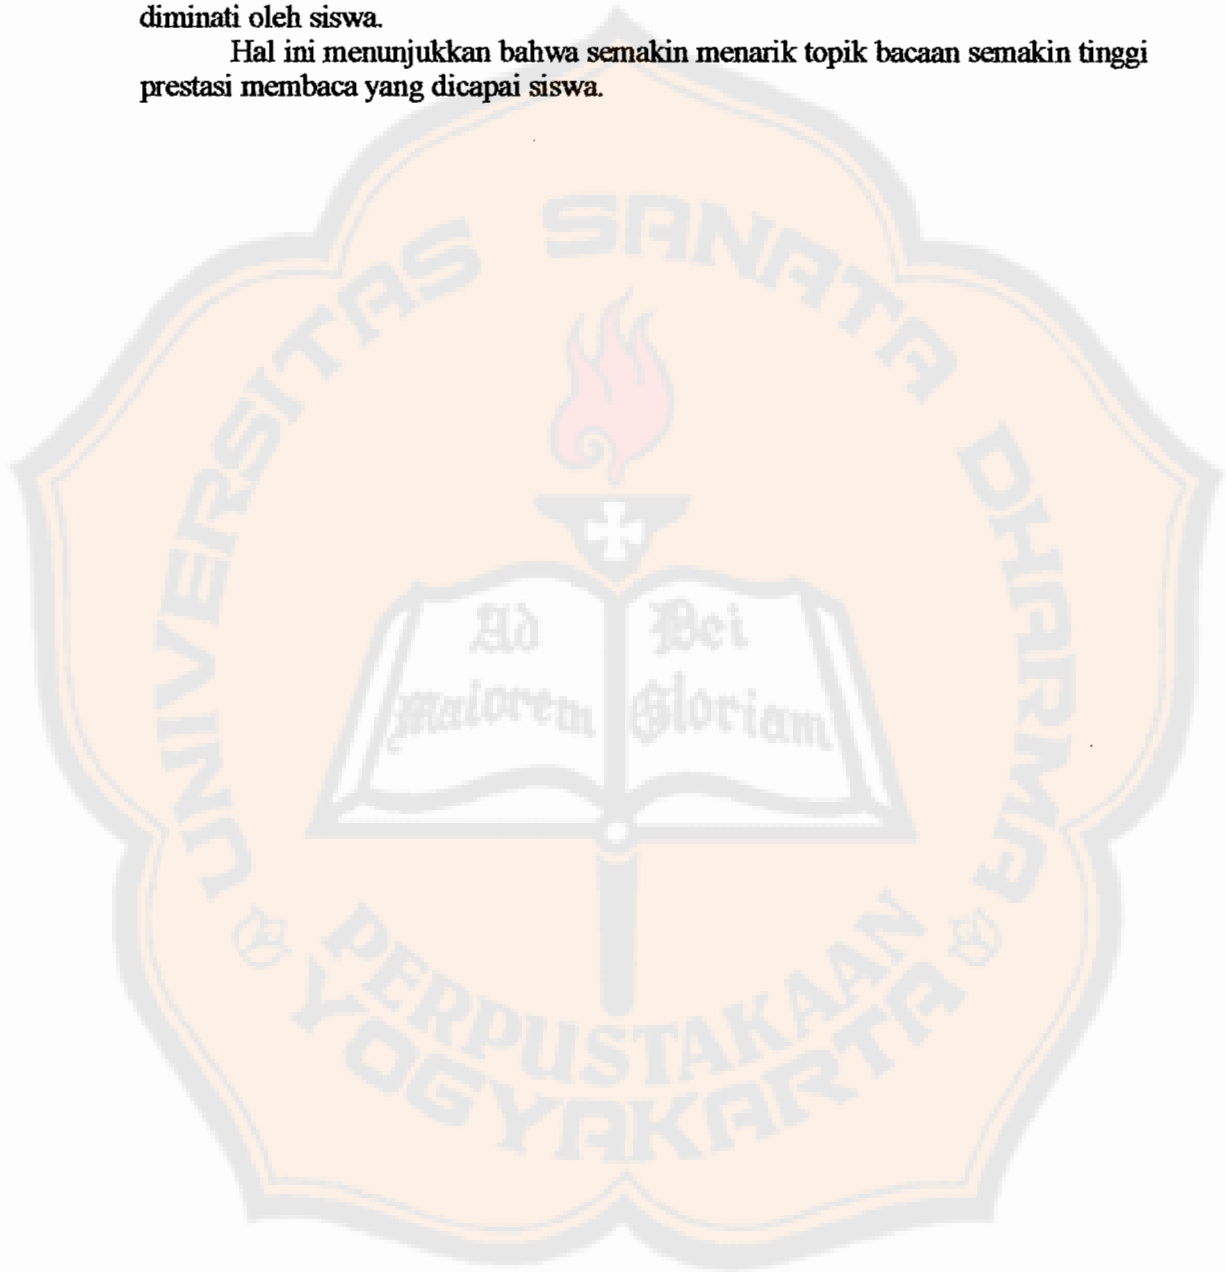 diminati oleh siswa.
Hal ini menunjukkan bahwa semakin menarik topik bacaan semakin tinggi
prestasi membaca yang dicapai siswa.
UNIVERSITAS SANATA DHARMA
Ad Dei
Maiorem Gloriam
PERPUSTAKAAN
YOGYAKARTA